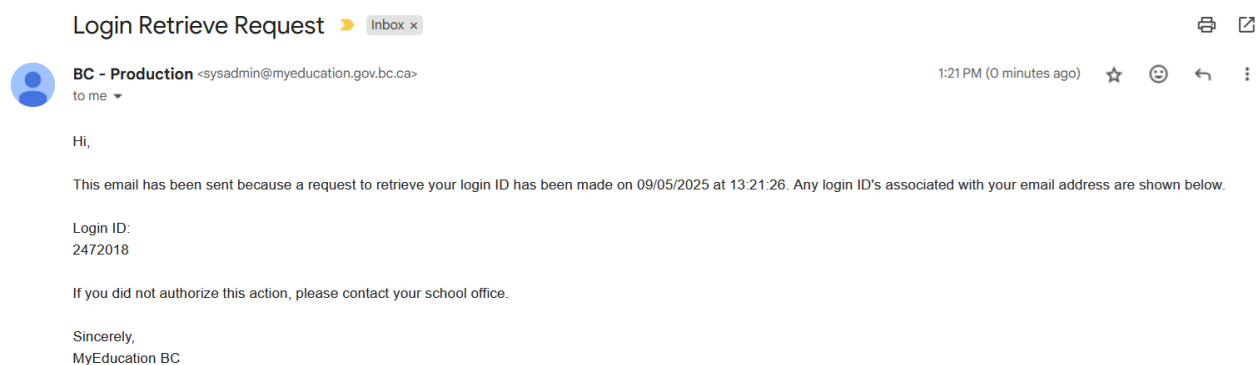 Login Retrieve Request Inbox ×
BC - Production <sysadmin@myeducation.gov.bc.ca> 1:21 PM (0 minutes ago)
to me
Hi,
This email has been sent because a request to retrieve your login ID has been made on 09/05/2025 at 13:21:26. Any login ID's associated with your email address are shown below.
Login ID:
2472018
If you did not authorize this action, please contact your school office.
Sincerely,
MyEducation BC